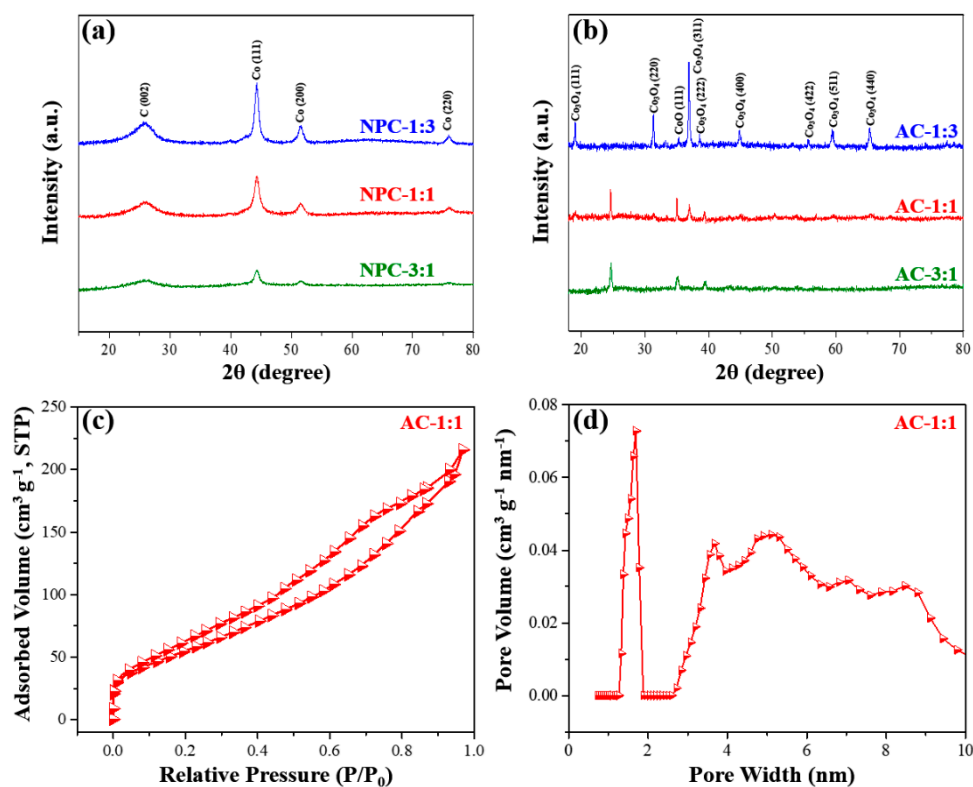 (a)
C (002)
Co (111)
Co (200)
Co (220)
NPC-1:3
NPC-1:1
NPC-3:1
Intensity (a.u.)
20 30 40 50 60 70 80
2θ (degree)
(b)
Co₃O₄ (111)
Co₃O₄ (220)
CoO (111)
Co₃O₄ (311)
Co₃O₄ (222)
Co₃O₄ (400)
Co₃O₄ (422)
Co₃O₄ (511)
Co₃O₄ (440)
AC-1:3
AC-1:1
AC-3:1
Intensity (a.u.)
20 30 40 50 60 70 80
2θ (degree)
(c)
AC-1:1
Adsorbed Volume (cm³ g⁻¹, STP)
250
200
150
100
50
0
0.0 0.2 0.4 0.6 0.8 1.0
Relative Pressure (P/P₀)
(d)
AC-1:1
Pore Volume (cm³ g⁻¹ nm⁻¹)
0.08
0.06
0.04
0.02
0.00
0 2 4 6 8 10
Pore Width (nm)